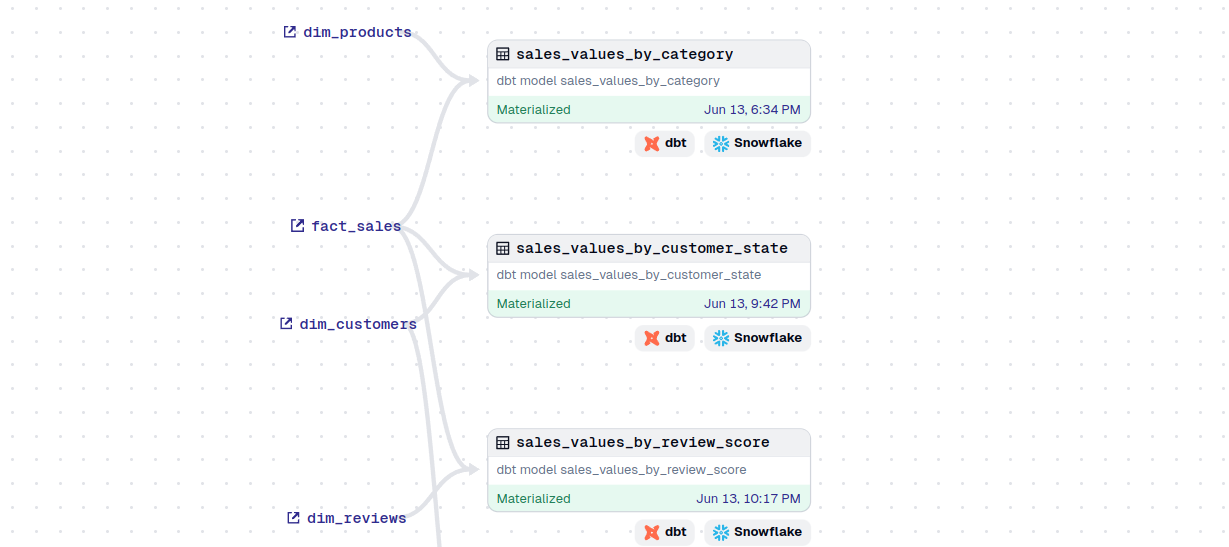 dim_products
sales_values_by_category
dbt model sales_values_by_category
Materialized Jun 13, 6:34 PM
dbt Snowflake
fact_sales
sales_values_by_customer_state
dbt model sales_values_by_customer_state
Materialized Jun 13, 9:42 PM
dim_customers
dbt Snowflake
sales_values_by_review_score
dbt model sales_values_by_review_score
Materialized Jun 13, 10:17 PM
dim_reviews
dbt Snowflake